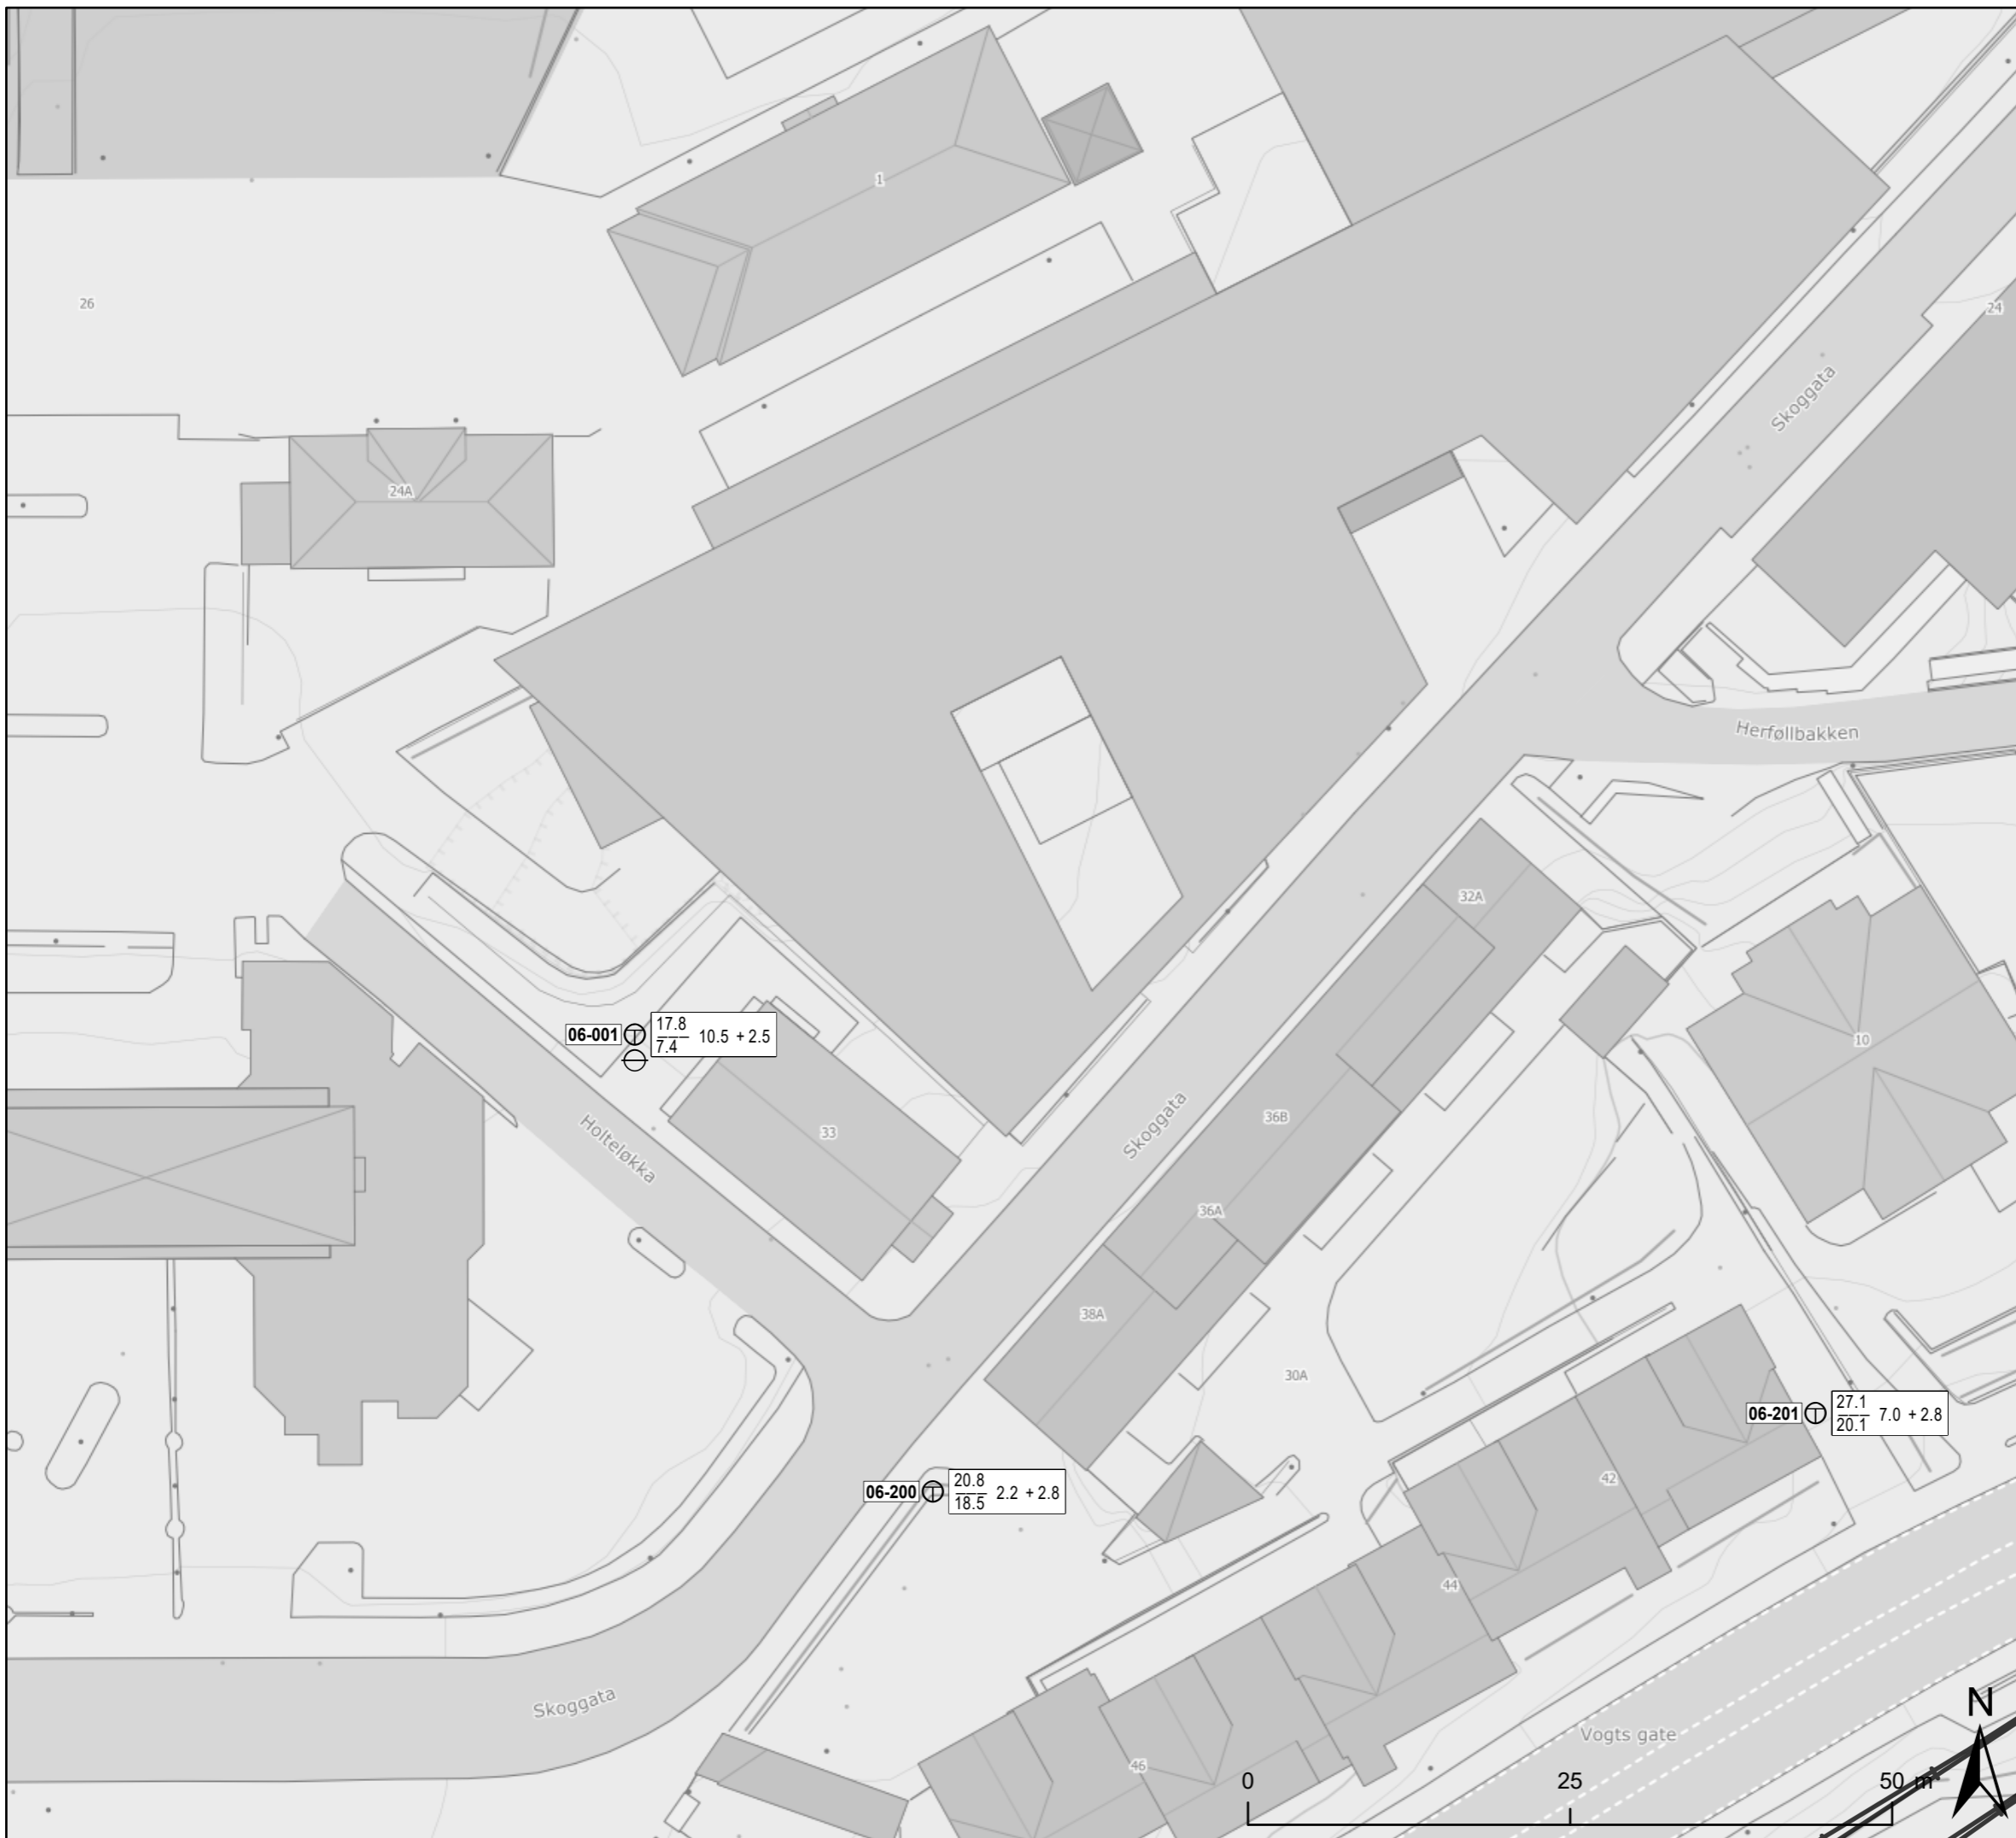 1
26
24
Skoggata
24A
Herføllbakken
32A
06-001
17.8
7.4
10.5 +2.5
10
36B
Skoggata
33
Holteløkka
36A
38A
30A
06-201
27.1
20.1
7.0 +2.8
42
06-200
20.8
18.5
2.2 +2.8
44
Skoggata
N
Vogts gate
46
0 25 50 m